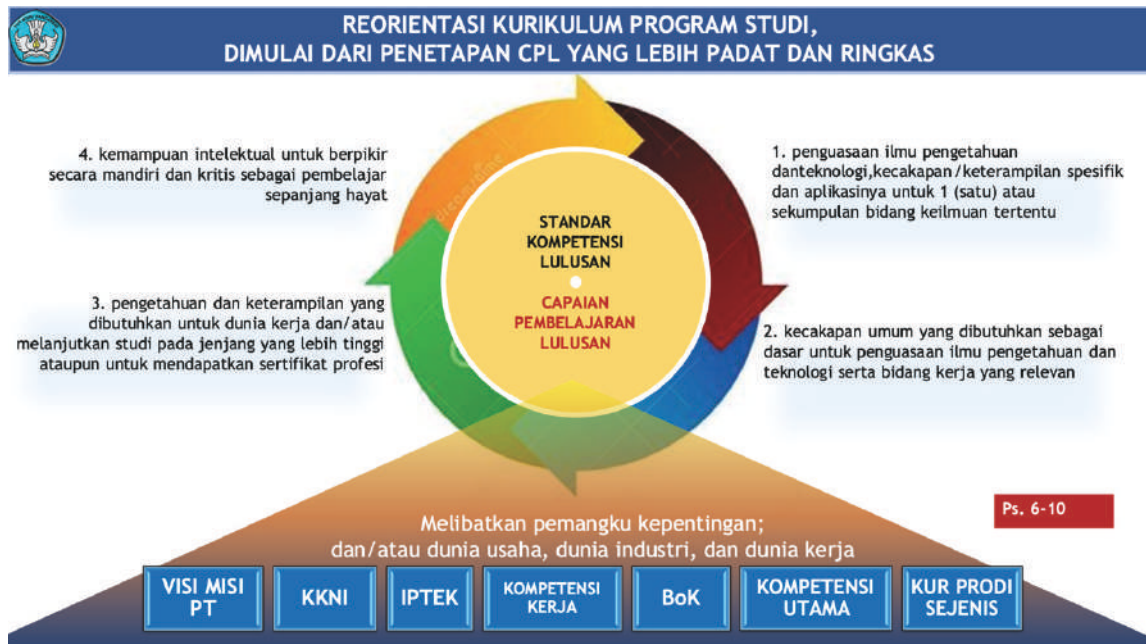 REORIENTASI KURIKULUM PROGRAM STUDI,
DIMULAI DARI PENETAPAN CPL YANG LEBIH PADAT DAN RINGKAS
4. kemampuan intelektual untuk berpikir
secara mandiri dan kritis sebagai pembelajar
sepanjang hayat
1. penguasaan ilmu pengetahuan
danteknologi,kecakapan/keterampilan spesifik
dan aplikasinya untuk 1 (satu) atau
sekumpulan bidang keilmuan tertentu
STANDAR
KOMPETENSI
LULUSAN
CAPAIAN
PEMBELAJARAN
LULUSAN
3. pengetahuan dan keterampilan yang
dibutuhkan untuk dunia kerja dan/atau
melanjutkan studi pada jenjang yang lebih tinggi
ataupun untuk mendapatkan sertifikat profesi
2. kecakapan umum yang dibutuhkan sebagai
dasar untuk penguasaan ilmu pengetahuan dan
teknologi serta bidang kerja yang relevan
Ps. 6-10
Melibatkan pemangku kepentingan;
dan/atau dunia usaha, dunia industri, dan dunia kerja
VISI MISI
PT
KKNI
IPTEK
KOMPETENSI
KERJA
BoK
KOMPETENSI
UTAMA
KUR PRODI
SEJENIS